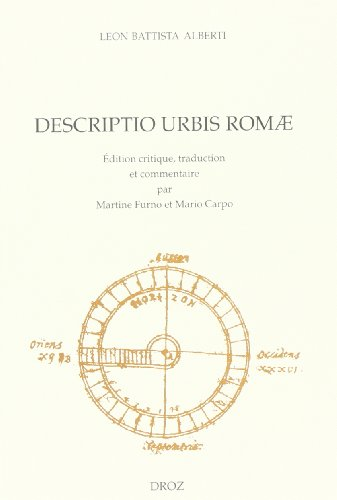 LEON BATTISTA ALBERTI
DESCRIPTIO URBIS ROMÆ
Édition critique, traduction
et commentaire
par
Martine Furno et Mario Carpo
HORIZON
Oriens
Occidens
DROZ